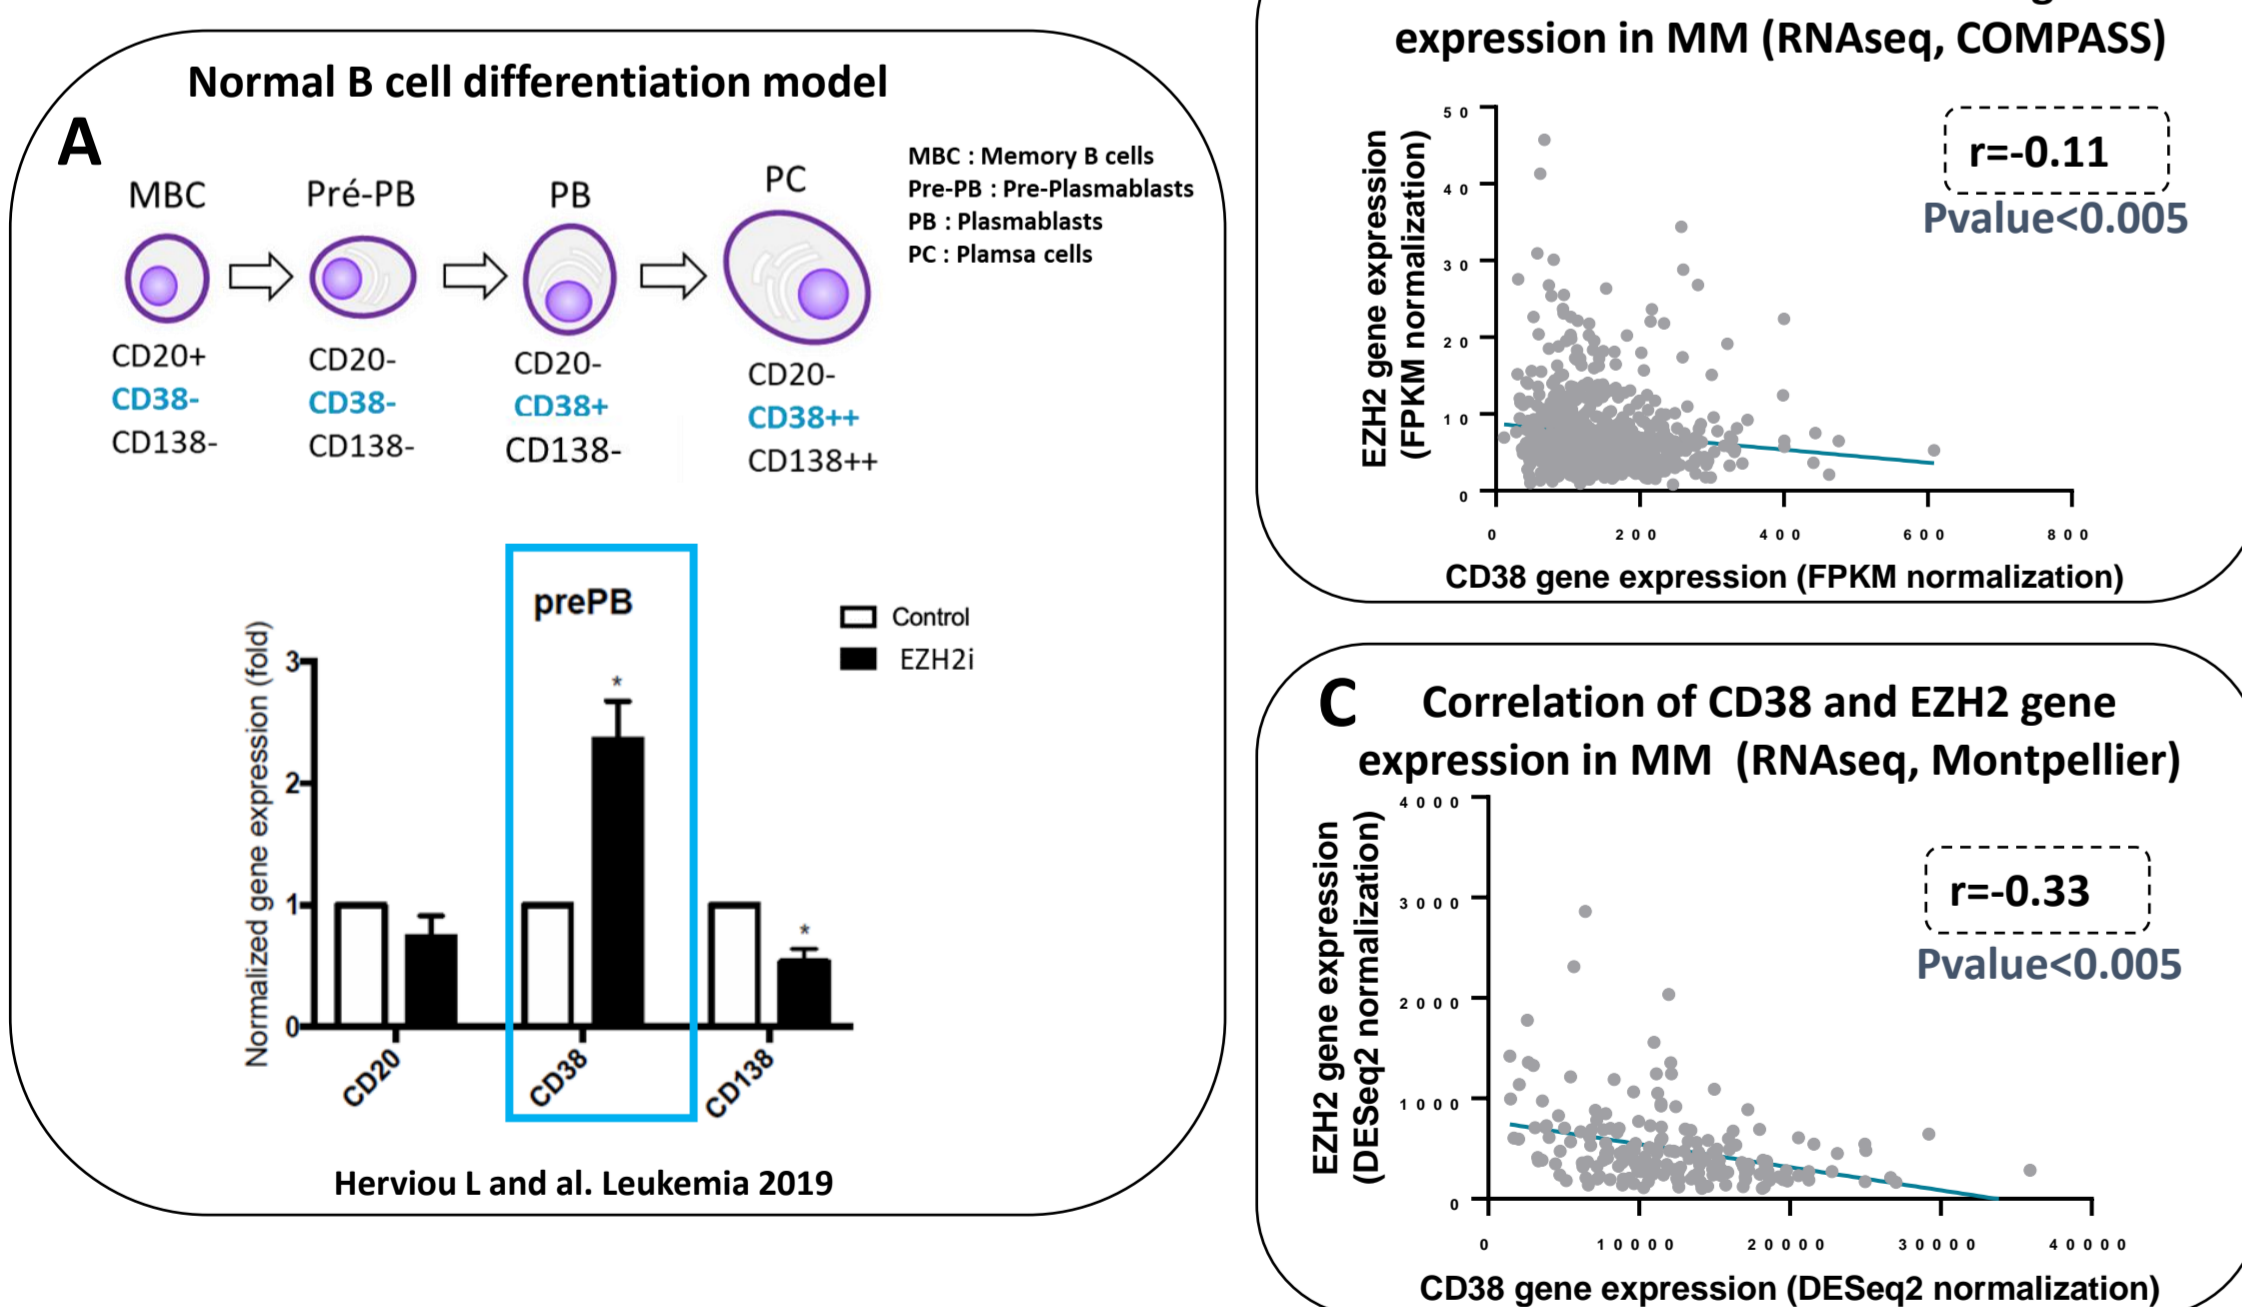 Normal B cell differentiation model
A
MBC
Pré-PB
PB
PC
MBC : Memory B cells
Pre-PB : Pre-Plasmablasts
PB : Plasmablasts
PC : Plamsa cells
CD20+
CD38-
CD138-
CD20-
CD38-
CD138-
CD20-
CD38+
CD138-
CD20-
CD38++
CD138++
prePB
Control
EZH2i
Normalized gene expression (fold)
3
2
1
0
*
*
CD20
CD38
CD138
Herviou L and al. Leukemia 2019
expression in MM (RNAseq, COMPASS)
r=-0.11
Pvalue<0.005
EZH2 gene expression
(FPKM normalization)
50
40
30
20
10
0
0 200 400 600 800
CD38 gene expression (FPKM normalization)
C
Correlation of CD38 and EZH2 gene
expression in MM (RNAseq, Montpellier)
r=-0.33
Pvalue<0.005
EZH2 gene expression
(DESeq2 normalization)
4000
3000
2000
1000
0
0 10000 20000 30000 40000
CD38 gene expression (DESeq2 normalization)